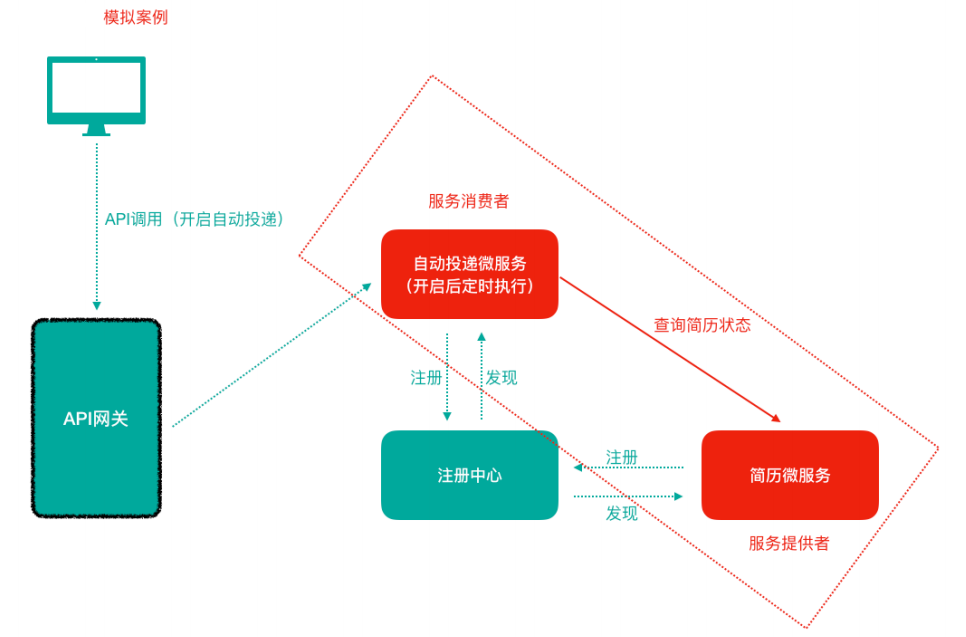 模拟案例
API调用（开启自动投递）
服务消费者
自动投递微服务
（开启后定时执行）
查询简历状态
注册
发现
API网关
注册中心
注册
发现
简历微服务
服务提供者